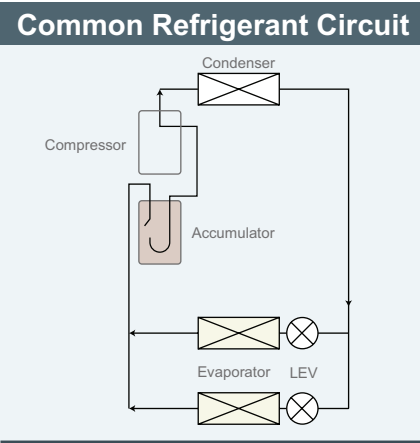 Common Refrigerant Circuit
Condenser
Compressor
Accumulator
Evaporator LEV